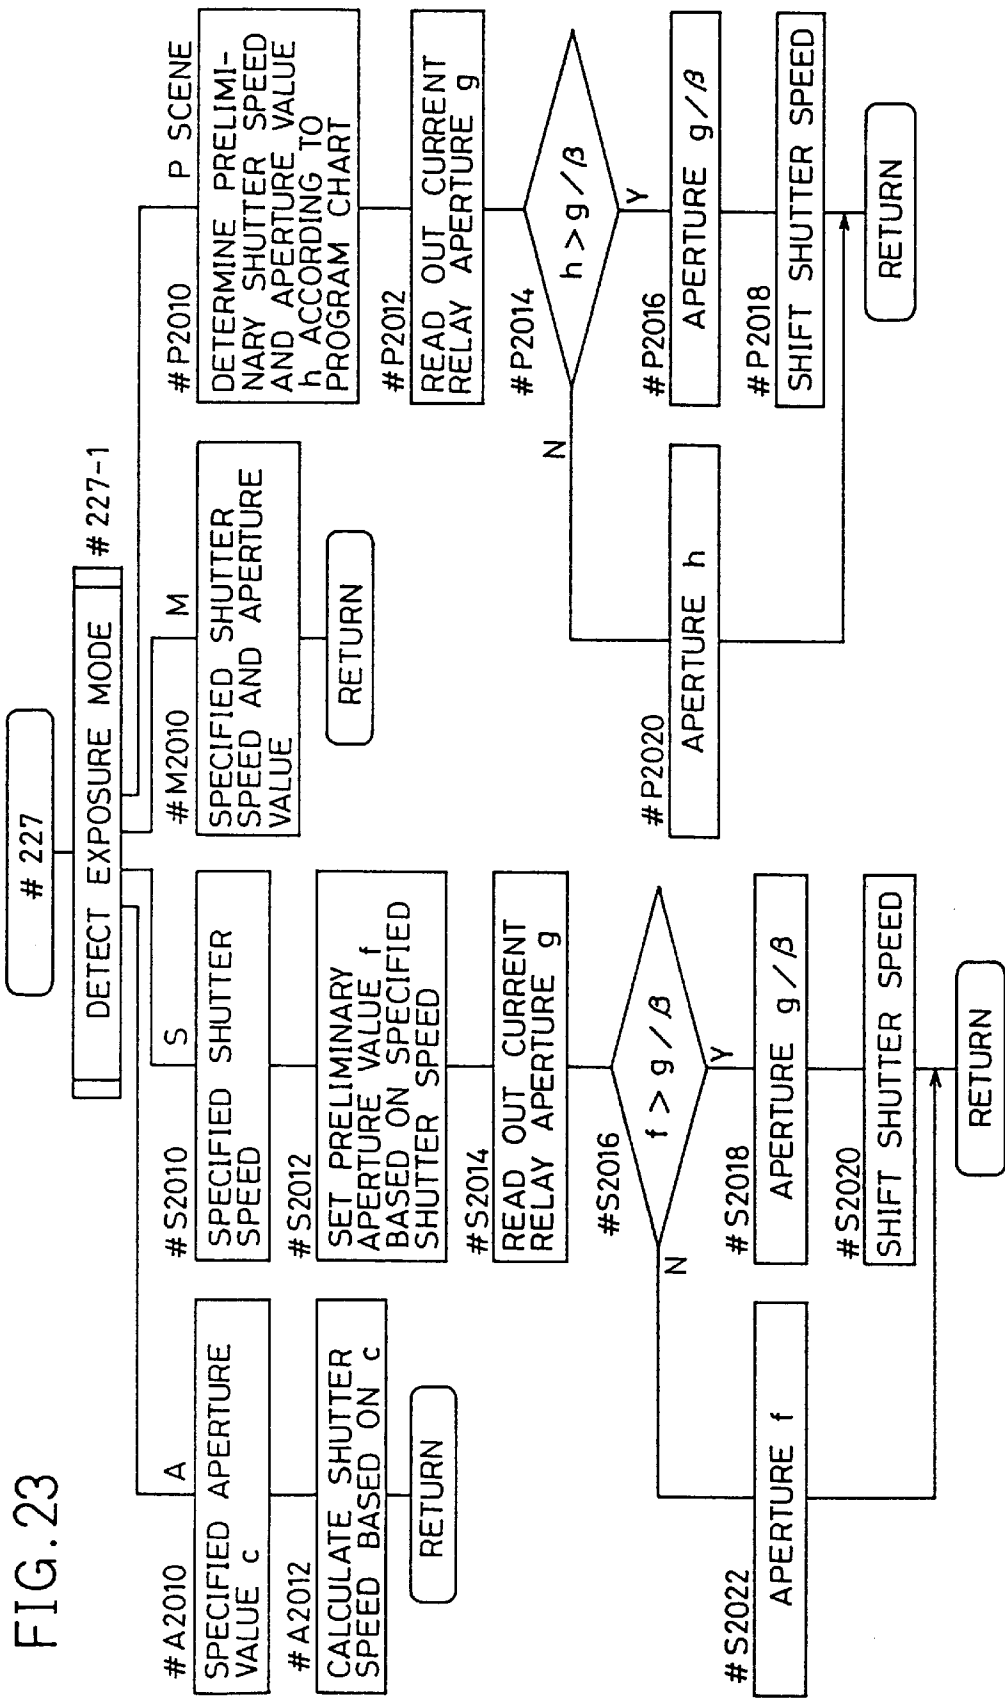 FIG.23
# 227
DETECT EXPOSURE MODE
# 227-1
A
#A2010
SPECIFIED APERTURE
VALUE c
#A2012
CALCULATE SHUTTER
SPEED BASED ON c
RETURN
S
#S2010
SPECIFIED SHUTTER
SPEED
#S2012
SET PRELIMINARY
APERTURE VALUE f
BASED ON SPECIFIED
SHUTTER SPEED
#S2014
READ OUT CURRENT
RELAY APERTURE g
#S2016
f > g / β
N
Y
#S2018
APERTURE g/β
#S2020
SHIFT SHUTTER SPEED
#S2022
APERTURE f
RETURN
M
#M2010
SPECIFIED SHUTTER
SPEED AND APERTURE
VALUE
RETURN
P SCENE
#P2010
DETERMINE PRELIMI-
NARY SHUTTER SPEED
AND APERTURE VALUE
h ACCORDING TO
PROGRAM CHART
#P2012
READ OUT CURRENT
RELAY APERTURE g
#P2014
h > g / β
N
Y
#P2016
APERTURE g/β
#P2018
SHIFT SHUTTER SPEED
#P2020
APERTURE h
RETURN